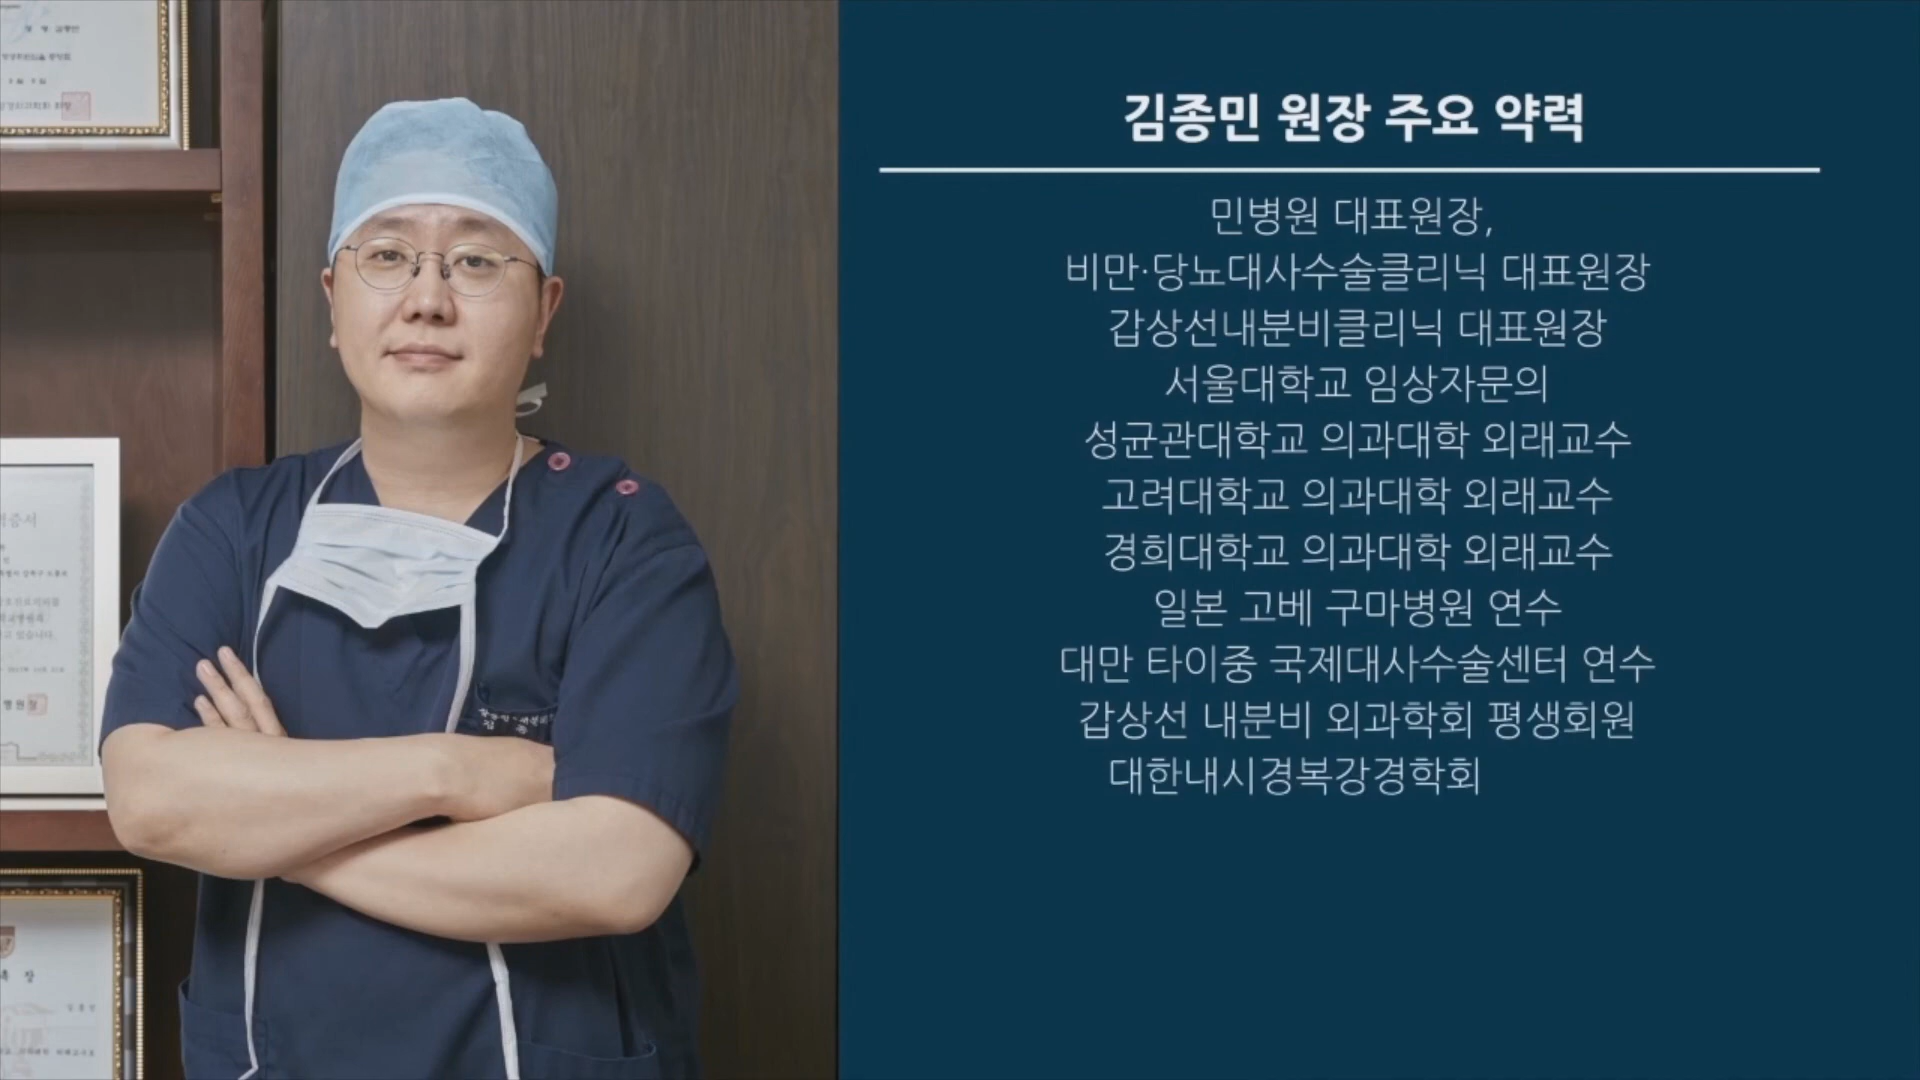 김종민 원장 주요 약력
민병원 대표원장,
비만·당뇨대사수술클리닉 대표원장
갑상선내분비클리닉 대표원장
서울대학교 임상자문의
성균관대학교 의과대학 외래교수
고려대학교 의과대학 외래교수
경희대학교 의과대학 외래교수
일본 고베 구마병원 연수
대만 타이중 국제대사수술센터 연수
갑상선 내분비 외과학회 평생회원
대한내시경복강경학회